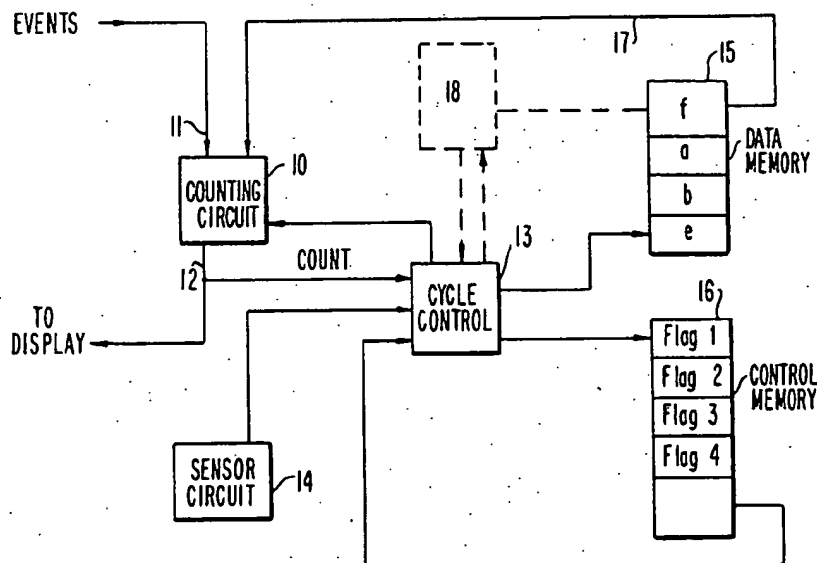 EVENTS
17
15
18
f
11
a
DATA
MEMORY
10
COUNTING
CIRCUIT
b
e
13
12
COUNT
CYCLE
CONTROL
16
TO
DISPLAY
Flag 1
Flag 2
CONTROL
MEMORY
Flag 3
Flag 4
SENSOR
CIRCUIT
14